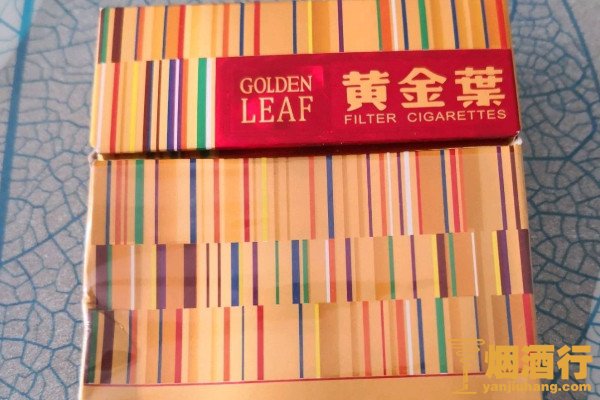 GOLDEN
LEAF
黄金葉
FILTER CIGARETTES
烟酒行
yanjiuhang.com